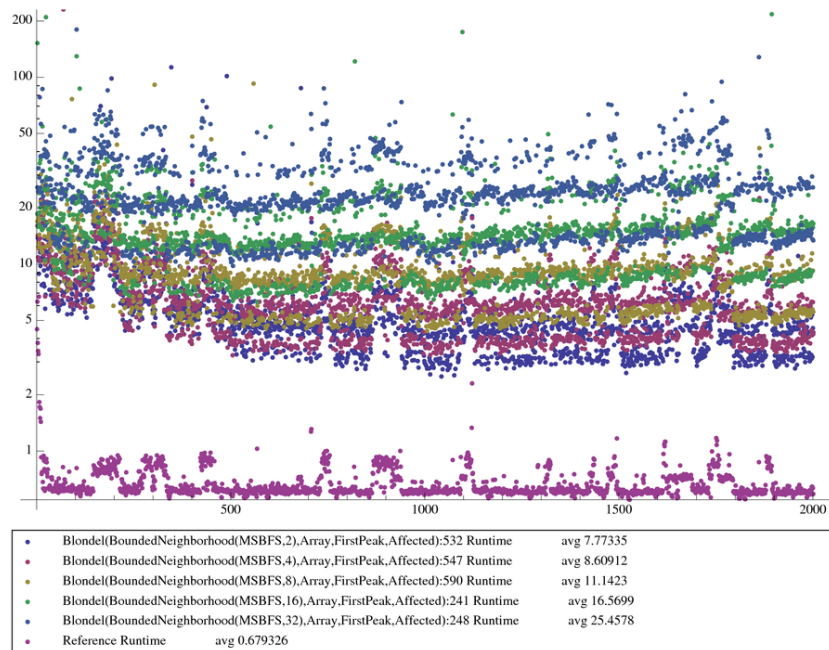 200
100
50
20
10
5
2
1
500
1000
1500
2000
Blondel(BoundedNeighborhood(MSBFS,2),Array,FirstPeak,Affected):532 Runtime avg 7.77335
Blondel(BoundedNeighborhood(MSBFS,4),Array,FirstPeak,Affected):547 Runtime avg 8.60912
Blondel(BoundedNeighborhood(MSBFS,8),Array,FirstPeak,Affected):590 Runtime avg 11.1423
Blondel(BoundedNeighborhood(MSBFS,16),Array,FirstPeak,Affected):241 Runtime avg 16.5699
Blondel(BoundedNeighborhood(MSBFS,32),Array,FirstPeak,Affected):248 Runtime avg 25.4578
Reference Runtime avg 0.679326